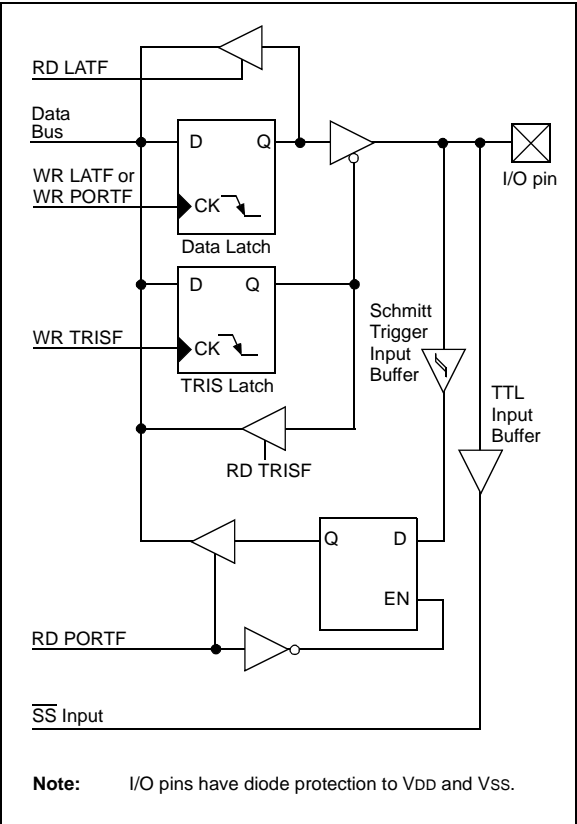 RD LATF
Data
Bus
D Q
I/O pin
WR LATF or
WR PORTF
CK
Data Latch
D Q
WR TRISF
CK
TRIS Latch
Schmitt
Trigger
Input
Buffer
TTL
Input
Buffer
RD TRISF
Q D
EN
RD PORTF
SS Input
Note: I/O pins have diode protection to VDD and VSS.